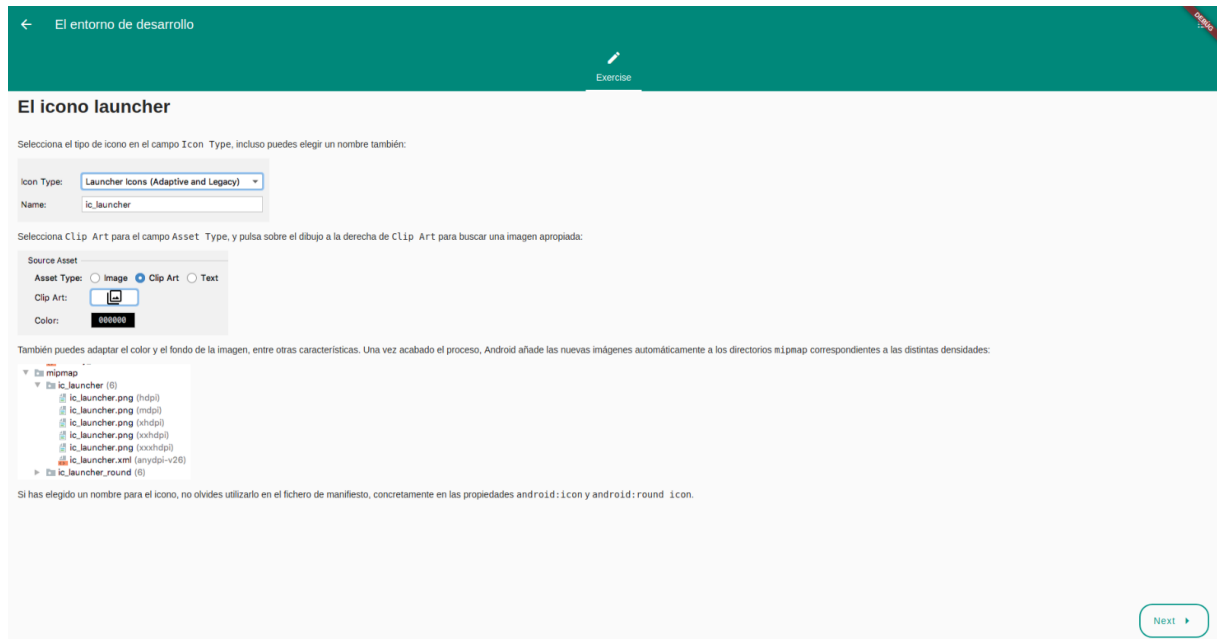 El entorno de desarrollo
DEBUG
Exercise
El icono launcher
Selecciona el tipo de icono en el campo Icon Type, incluso puedes elegir un nombre también:
Icon Type: Launcher Icons (Adaptive and Legacy)
Name: ic_launcher
Selecciona Clip Art para el campo Asset Type, y pulsa sobre el dibujo a la derecha de Clip Art para buscar una imagen apropiada:
Source Asset
Asset Type: Image Clip Art Text
Clip Art:
Color: 000000
También puedes adaptar el color y el fondo de la imagen, entre otras características. Una vez acabado el proceso, Android añade las nuevas imágenes automáticamente a los directorios mipmap correspondientes a las distintas densidades:
mipmap
ic_launcher (6)
ic_launcher.png (hdpi)
ic_launcher.png (mdpi)
ic_launcher.png (xhdpi)
ic_launcher.png (xxhdpi)
ic_launcher.png (xxxhdpi)
ic_launcher.xml (anydpi-v26)
ic_launcher_round (6)
Si has elegido un nombre para el icono, no olvides utilizarlo en el fichero de manifiesto, concretamente en las propiedades android:icon y android:round icon.
Next